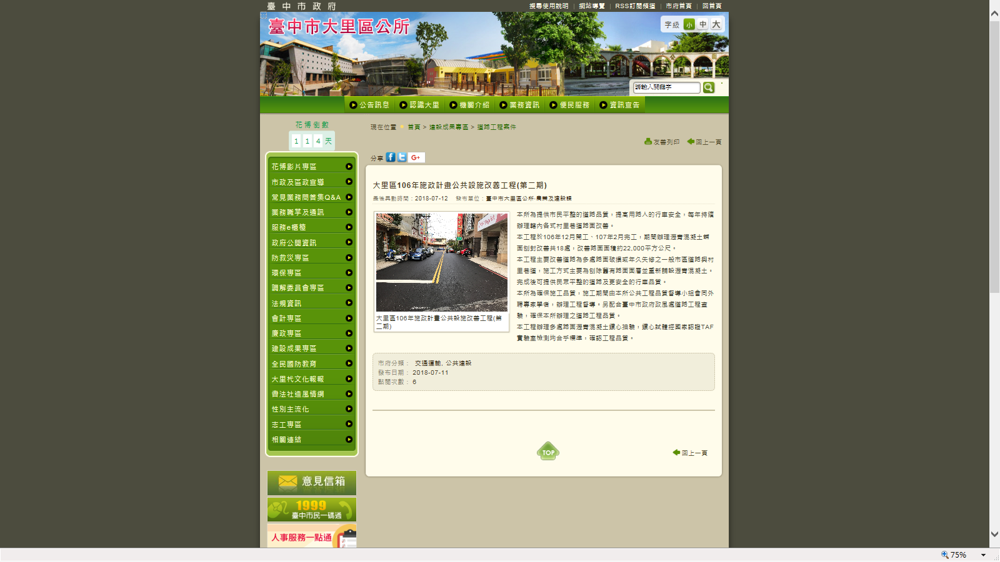 臺中市政府
搜尋使用說明 | 網站導覽 | RSS訂閱頻道 | 市府首頁 | 回首頁
臺中市大里區公所
字級 小 中 大
請輸入關鍵字
公告訊息 認識大里 機關介紹 業務資訊 便民服務 資訊宣告
花博倒數
1 1 4 天
現在位置 首頁 > 建設成果專區 > 道路工程案件
友善列印 回上一頁
分享
G+
花博影片專區
市政及區政宣導
常見業務問答集Q&A
業務職掌及通訊
服務e櫃檯
政府公開資訊
防救災專區
環保專區
調解委員會專區
法規資訊
會計專區
廉政專區
建設成果專區
全民國防教育
大里杙文化報報
書法社造風情網
性別主流化
志工專區
相關連結
意見信箱
1999
臺中市民一碼通
人事服務一點通
大里區106年施政計畫公共設施改善工程(第二期)
最後異動時間：2018-07-12 發布單位：臺中市大里區公所‧農業及建設課
大里區106年施政計畫公共設施改善工程(第
二期)
本所為提供市民平整的道路品質，提高用路人的行車安全，每年持續
辦理轄內各式村里巷道路面改善。
本工程於106年12月開工、107年2月完工，期間辦理瀝青混凝土舖
面刨封改善共18處，改善路面面積約22,000平方公尺。
本工程主要改善道路為多處路面破損或年久失修之一般市區道路與村
里巷道，施工方式主要為刨除舊有路面面層並重新舖設瀝青混凝土。
完成後可提供民眾平整的道路及更安全的行車品質。
本所為確保施工品質，施工期間由本所公共工程品質督導小組會同外
聘專家學者，辦理工程督導。另配合臺中市政府政風處道路工程查
驗，確保本所辦理之道路工程品質。
本工程辦理多處路面瀝青混凝土鑽心抽驗，鑽心試體經國家認證TAF
實驗室檢測均合乎標準，確認工程品質。
市府分類： 交通運輸, 公共建設
發布日期： 2018-07-11
點閱次數： 6
TOP
回上一頁
75%